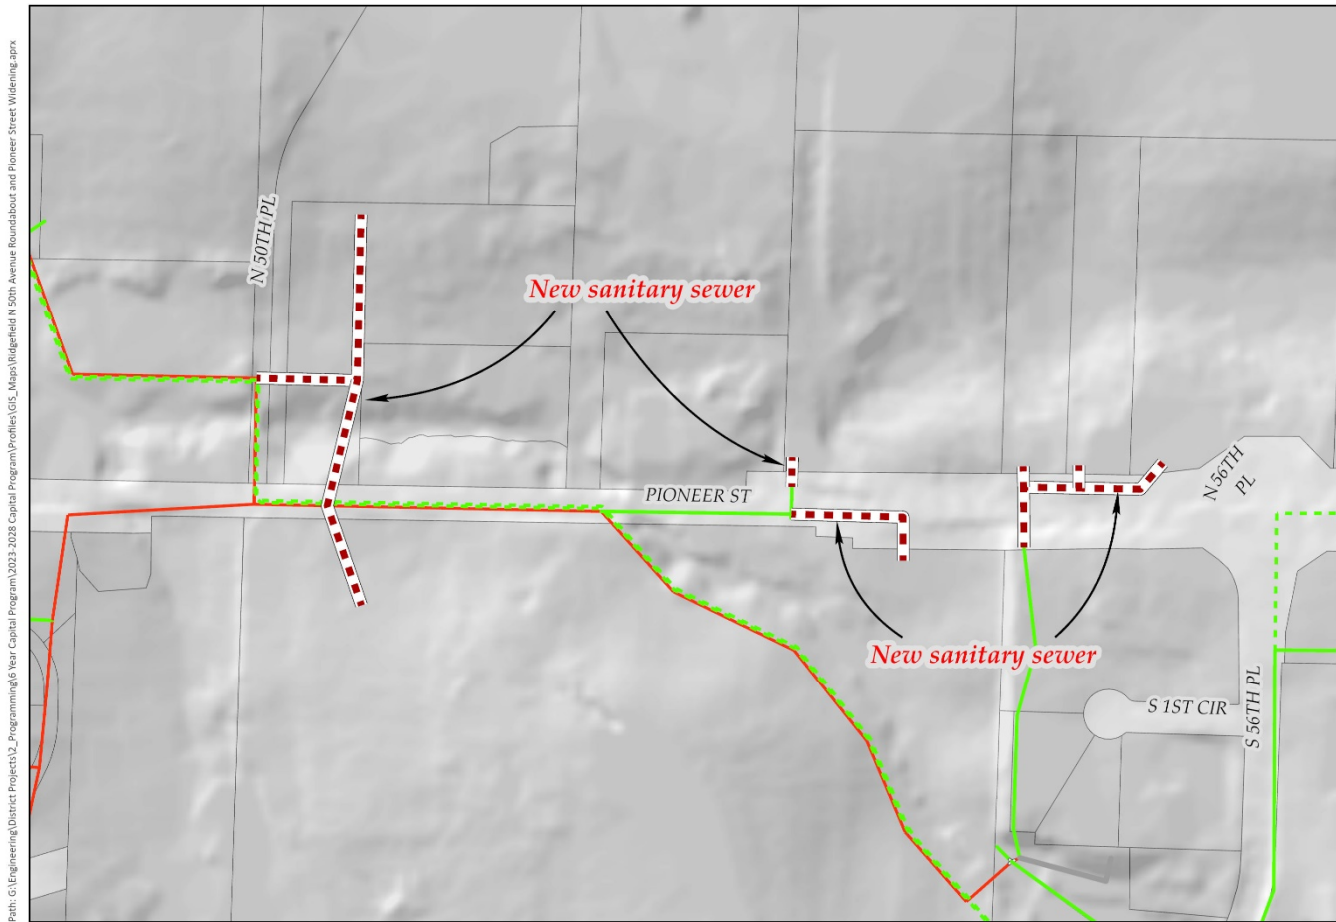 Path: G:\Engineering\District Projects\2_Programming\6 Year Capital Program\2023-2028 Capital Program\Profiles\GIS_Maps\Ridgefield N 50th Avenue Roundabout and Pioneer Street Widening.aprx
N 50TH PL
New sanitary sewer
PIONEER ST
N 56TH
PL
New sanitary sewer
S 1ST CIR
S 56TH PL